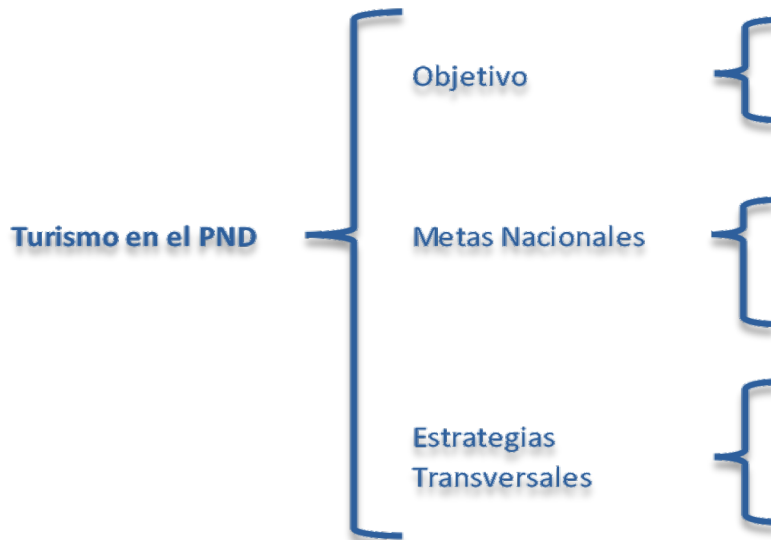 Objetivo
Turismo en el PND
Metas Nacionales
Estrategias
Transversales